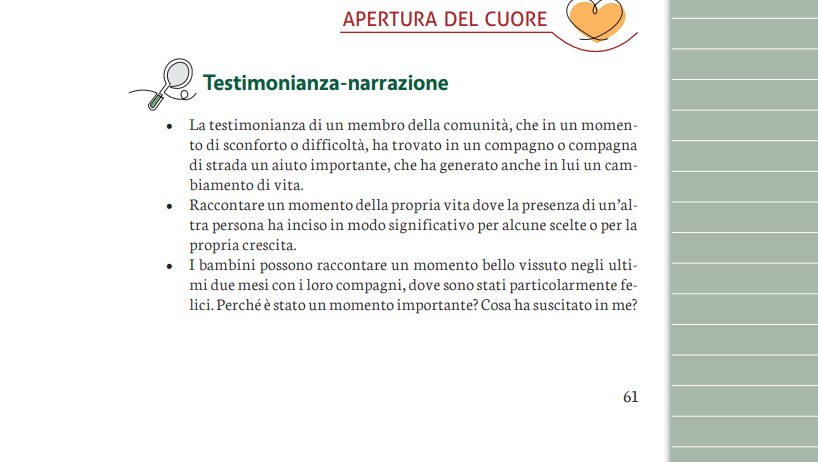 APERTURA DEL CUORE
Testimonianza-narrazione
• La testimonianza di un membro della comunità, che in un momen-
to di sconforto o difficoltà, ha trovato in un compagno o compagna
di strada un aiuto importante, che ha generato anche in lui un cam-
biamento di vita.
• Raccontare un momento della propria vita dove la presenza di un’al-
tra persona ha inciso in modo significativo per alcune scelte o per la
propria crescita.
• I bambini possono raccontare un momento bello vissuto negli ulti-
mi due mesi con i loro compagni, dove sono stati particolarmente fe-
lici. Perché è stato un momento importante? Cosa ha suscitato in me?
61